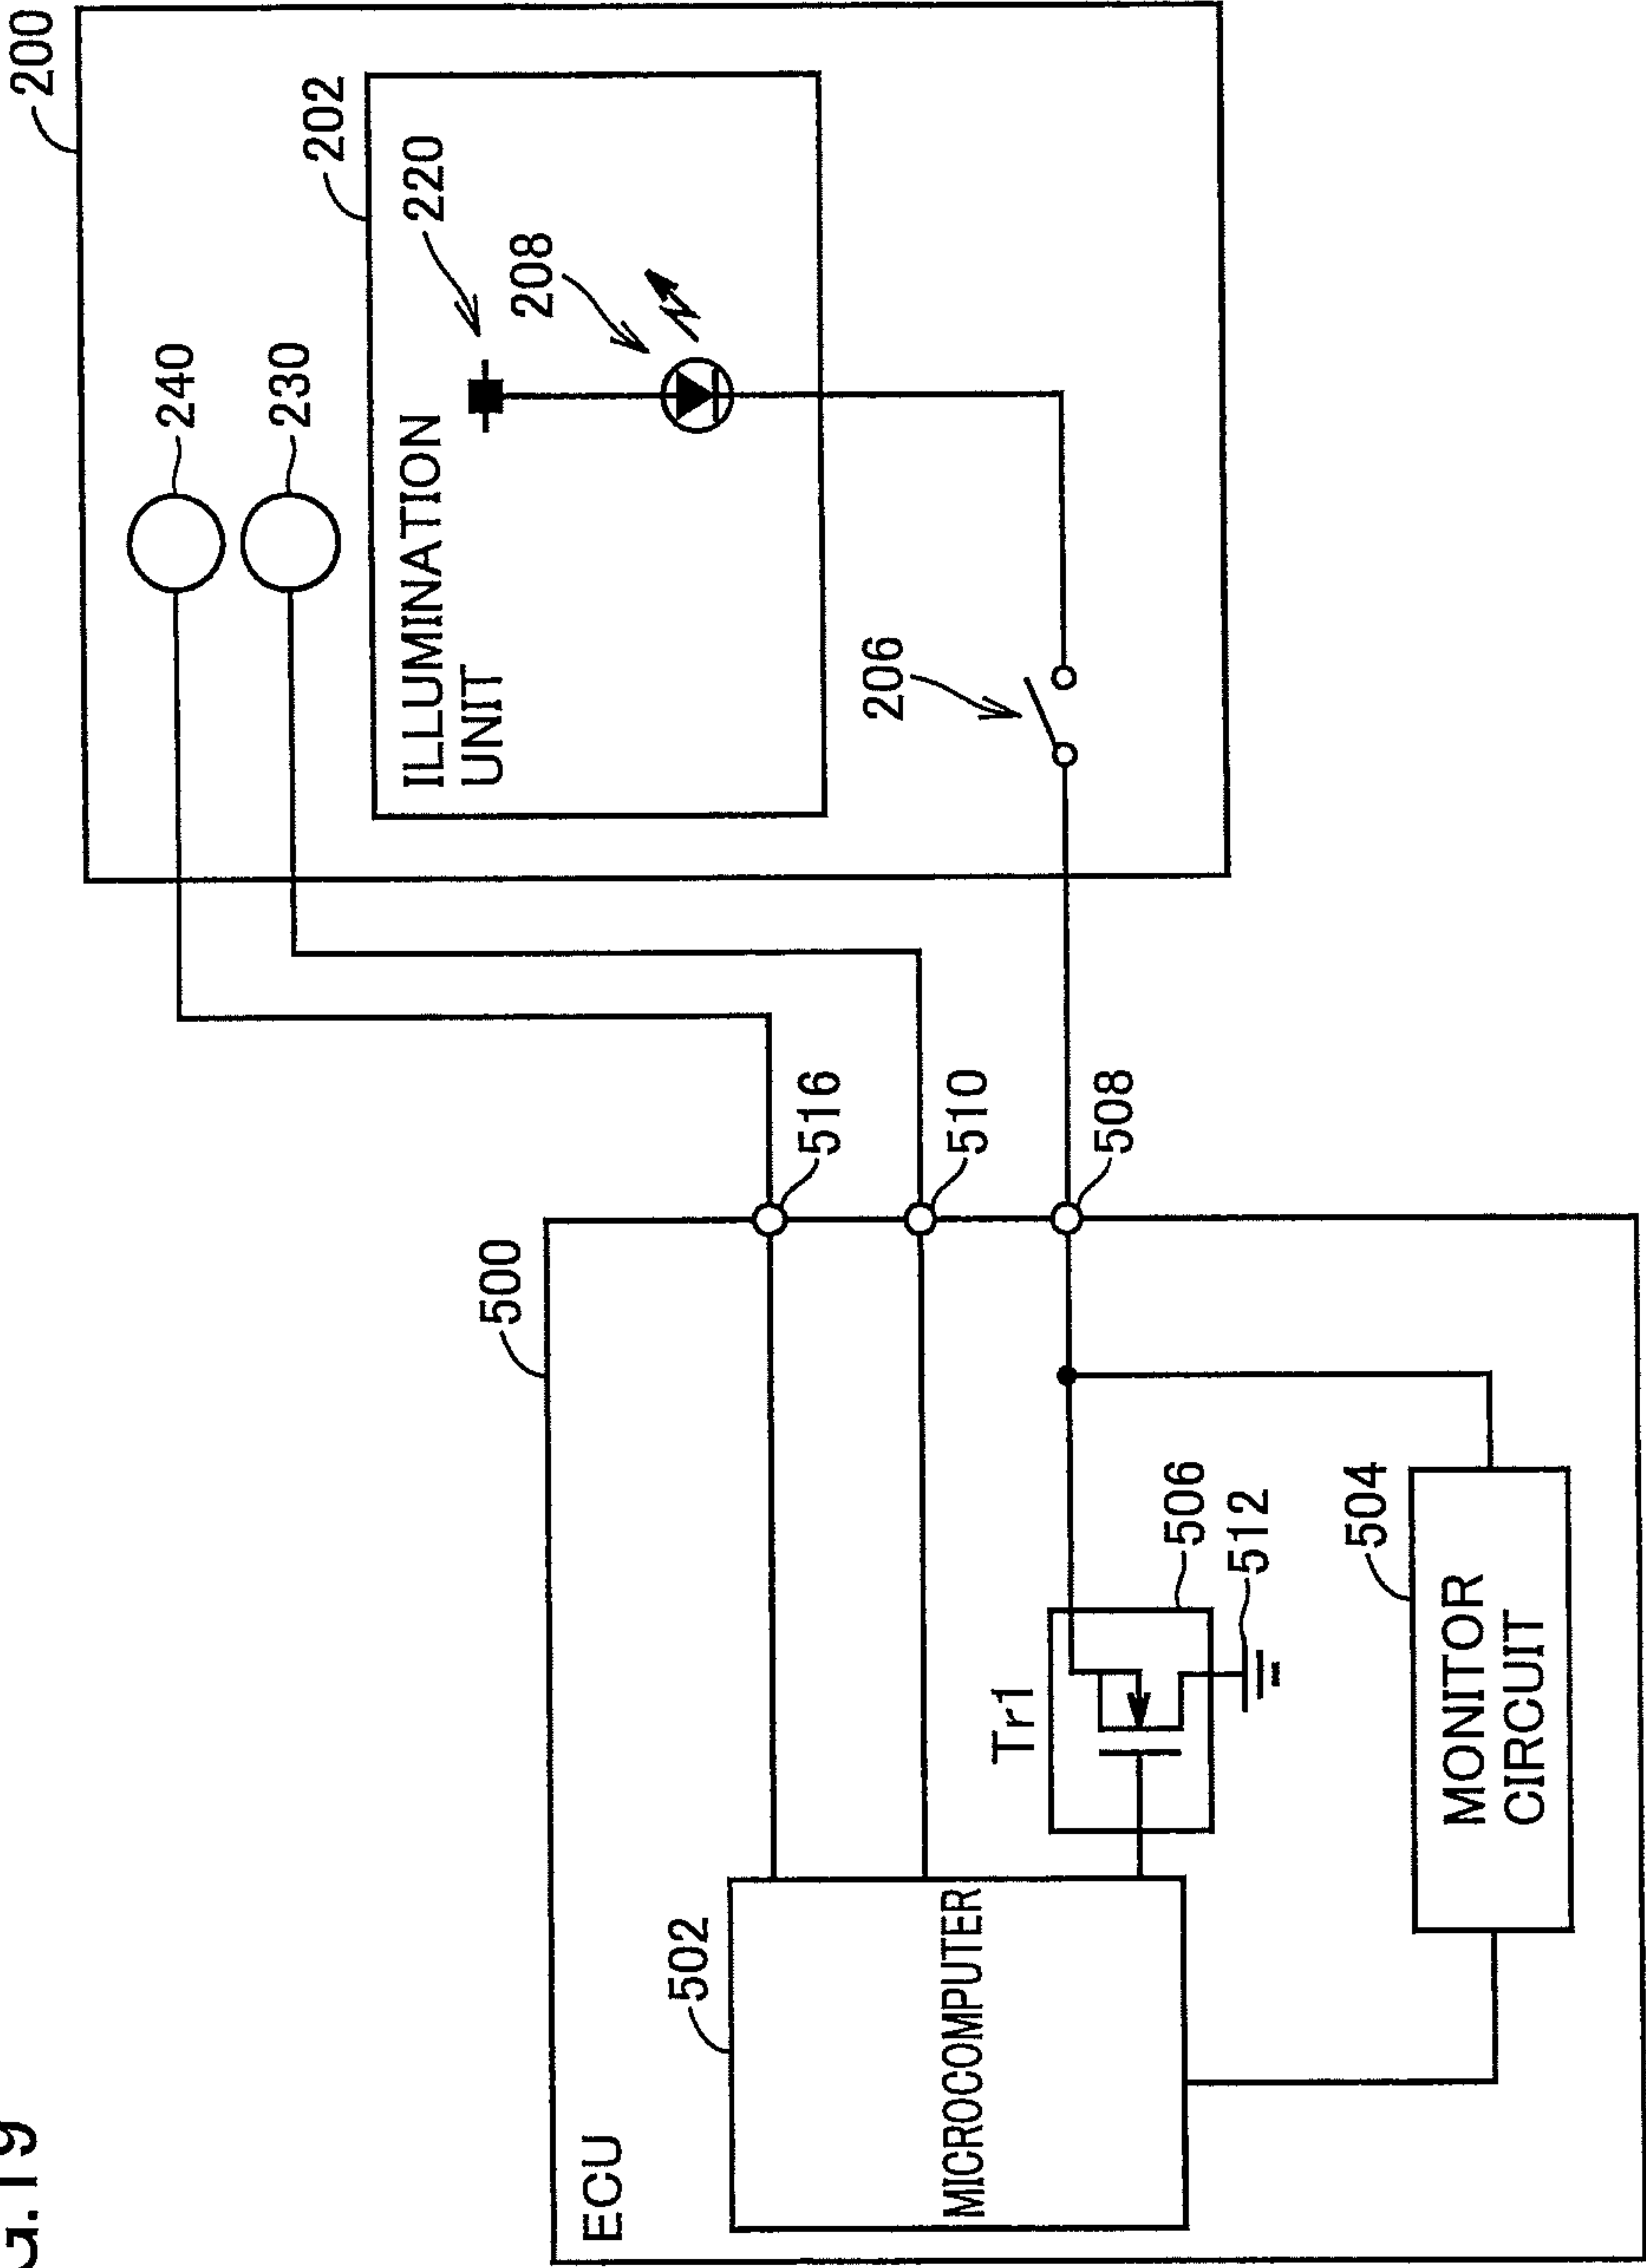 G.19
200
240
230
202
ILLUMINATION
UNIT
220
208
206
500
ECU
502
MICROCOMPUTER
516
510
508
Tr1
506
512
504
MONITOR
CIRCUIT